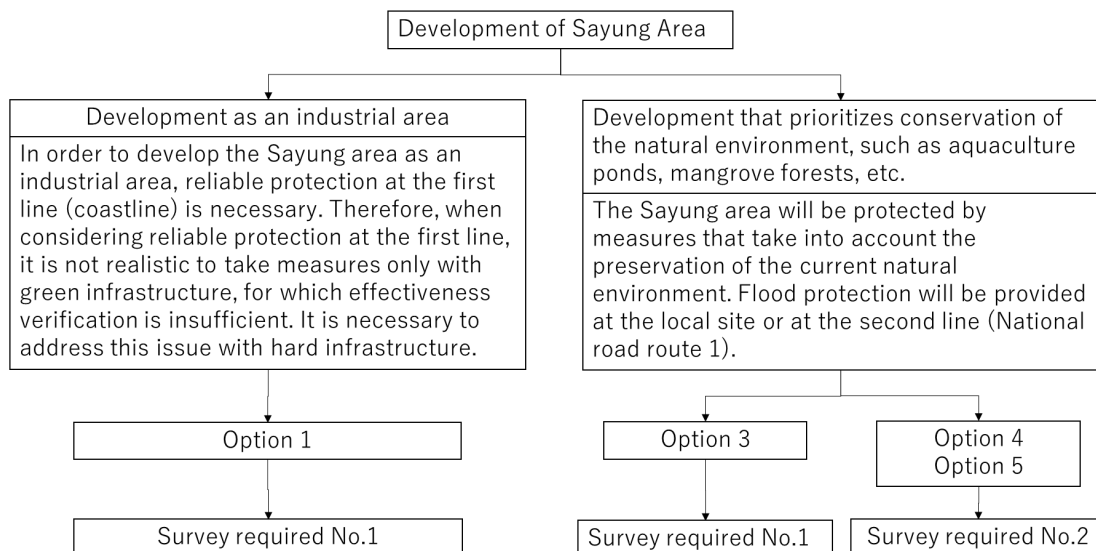 Development of Sayung Area
Development as an industrial area
In order to develop the Sayung area as an
industrial area, reliable protection at the first
line (coastline) is necessary. Therefore, when
considering reliable protection at the first line,
it is not realistic to take measures only with
green infrastructure, for which effectiveness
verification is insufficient. It is necessary to
address this issue with hard infrastructure.
Option 1
Survey required No.1
Development that prioritizes conservation of
the natural environment, such as aquaculture
ponds, mangrove forests, etc.
The Sayung area will be protected by
measures that take into account the
preservation of the current natural
environment. Flood protection will be provided
at the local site or at the second line (National
road route 1).
Option 3
Survey required No.1
Option 4
Option 5
Survey required No.2